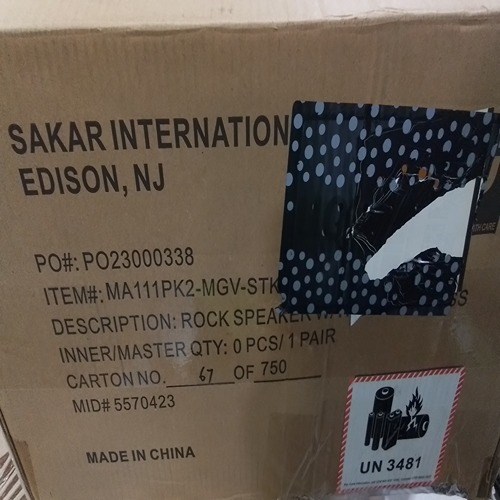 SAKAR INTERNATION
EDISON, NJ
PO#: PO23000338
ITEM#: MA111PK2-MGV-STK
DESCRIPTION: ROCK SPEAKER
INNER/MASTER QTY: 0 PCS/ 1 PAIR
CARTON NO. 67 OF 750
MID# 5570423
MADE IN CHINA
UN 3481